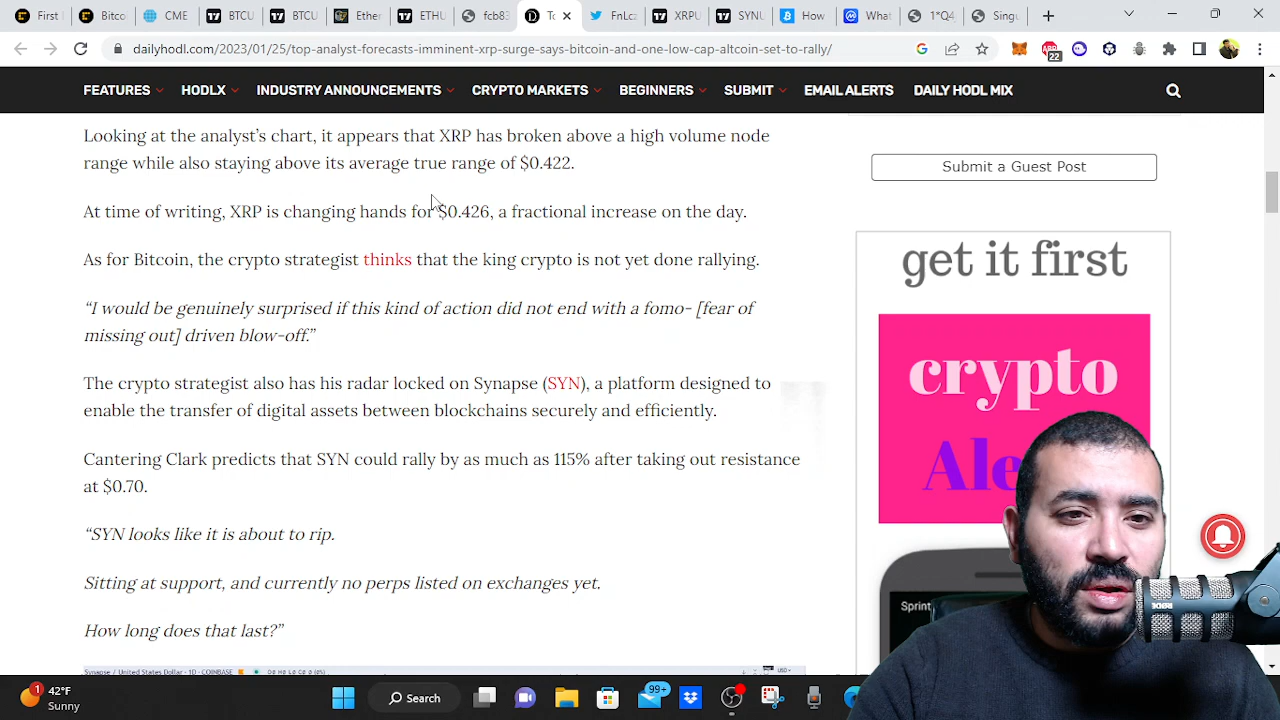 First l
Bitco
CME
BTCU
BTCU
Ether
ETHU
fcb83
To
FnLc
XRPU
SYNU
How
What
1*Q4
Singu
dailyhodl.com/2023/01/25/top-analyst-forecasts-imminent-xrp-surge-says-bitcoin-and-one-low-cap-altcoin-set-to-rally/
22
FEATURES
HODLX
INDUSTRY ANNOUNCEMENTS
CRYPTO MARKETS
BEGINNERS
SUBMIT
EMAIL ALERTS
DAILY HODL MIX
Looking at the analyst's chart, it appears that XRP has broken above a high volume node
range while also staying above its average true range of $0.422.
At time of writing, XRP is changing hands for $0.426, a fractional increase on the day.
As for Bitcoin, the crypto strategist thinks that the king crypto is not yet done rallying.
“I would be genuinely surprised if this kind of action did not end with a fomo- [fear of
missing out] driven blow-off.”
The crypto strategist also has his radar locked on Synapse (SYN), a platform designed to
enable the transfer of digital assets between blockchains securely and efficiently.
Cantering Clark predicts that SYN could rally by as much as 115% after taking out resistance
at $0.70.
“SYN looks like it is about to rip.
Sitting at support, and currently no perps listed on exchanges yet.
How long does that last?”
Synapse / United States Dollar - 1D - COINBASE
Submit a Guest Post
get it first
crypto
Ale
Sprint
RØDE
1
42°F
Sunny
Search
99+